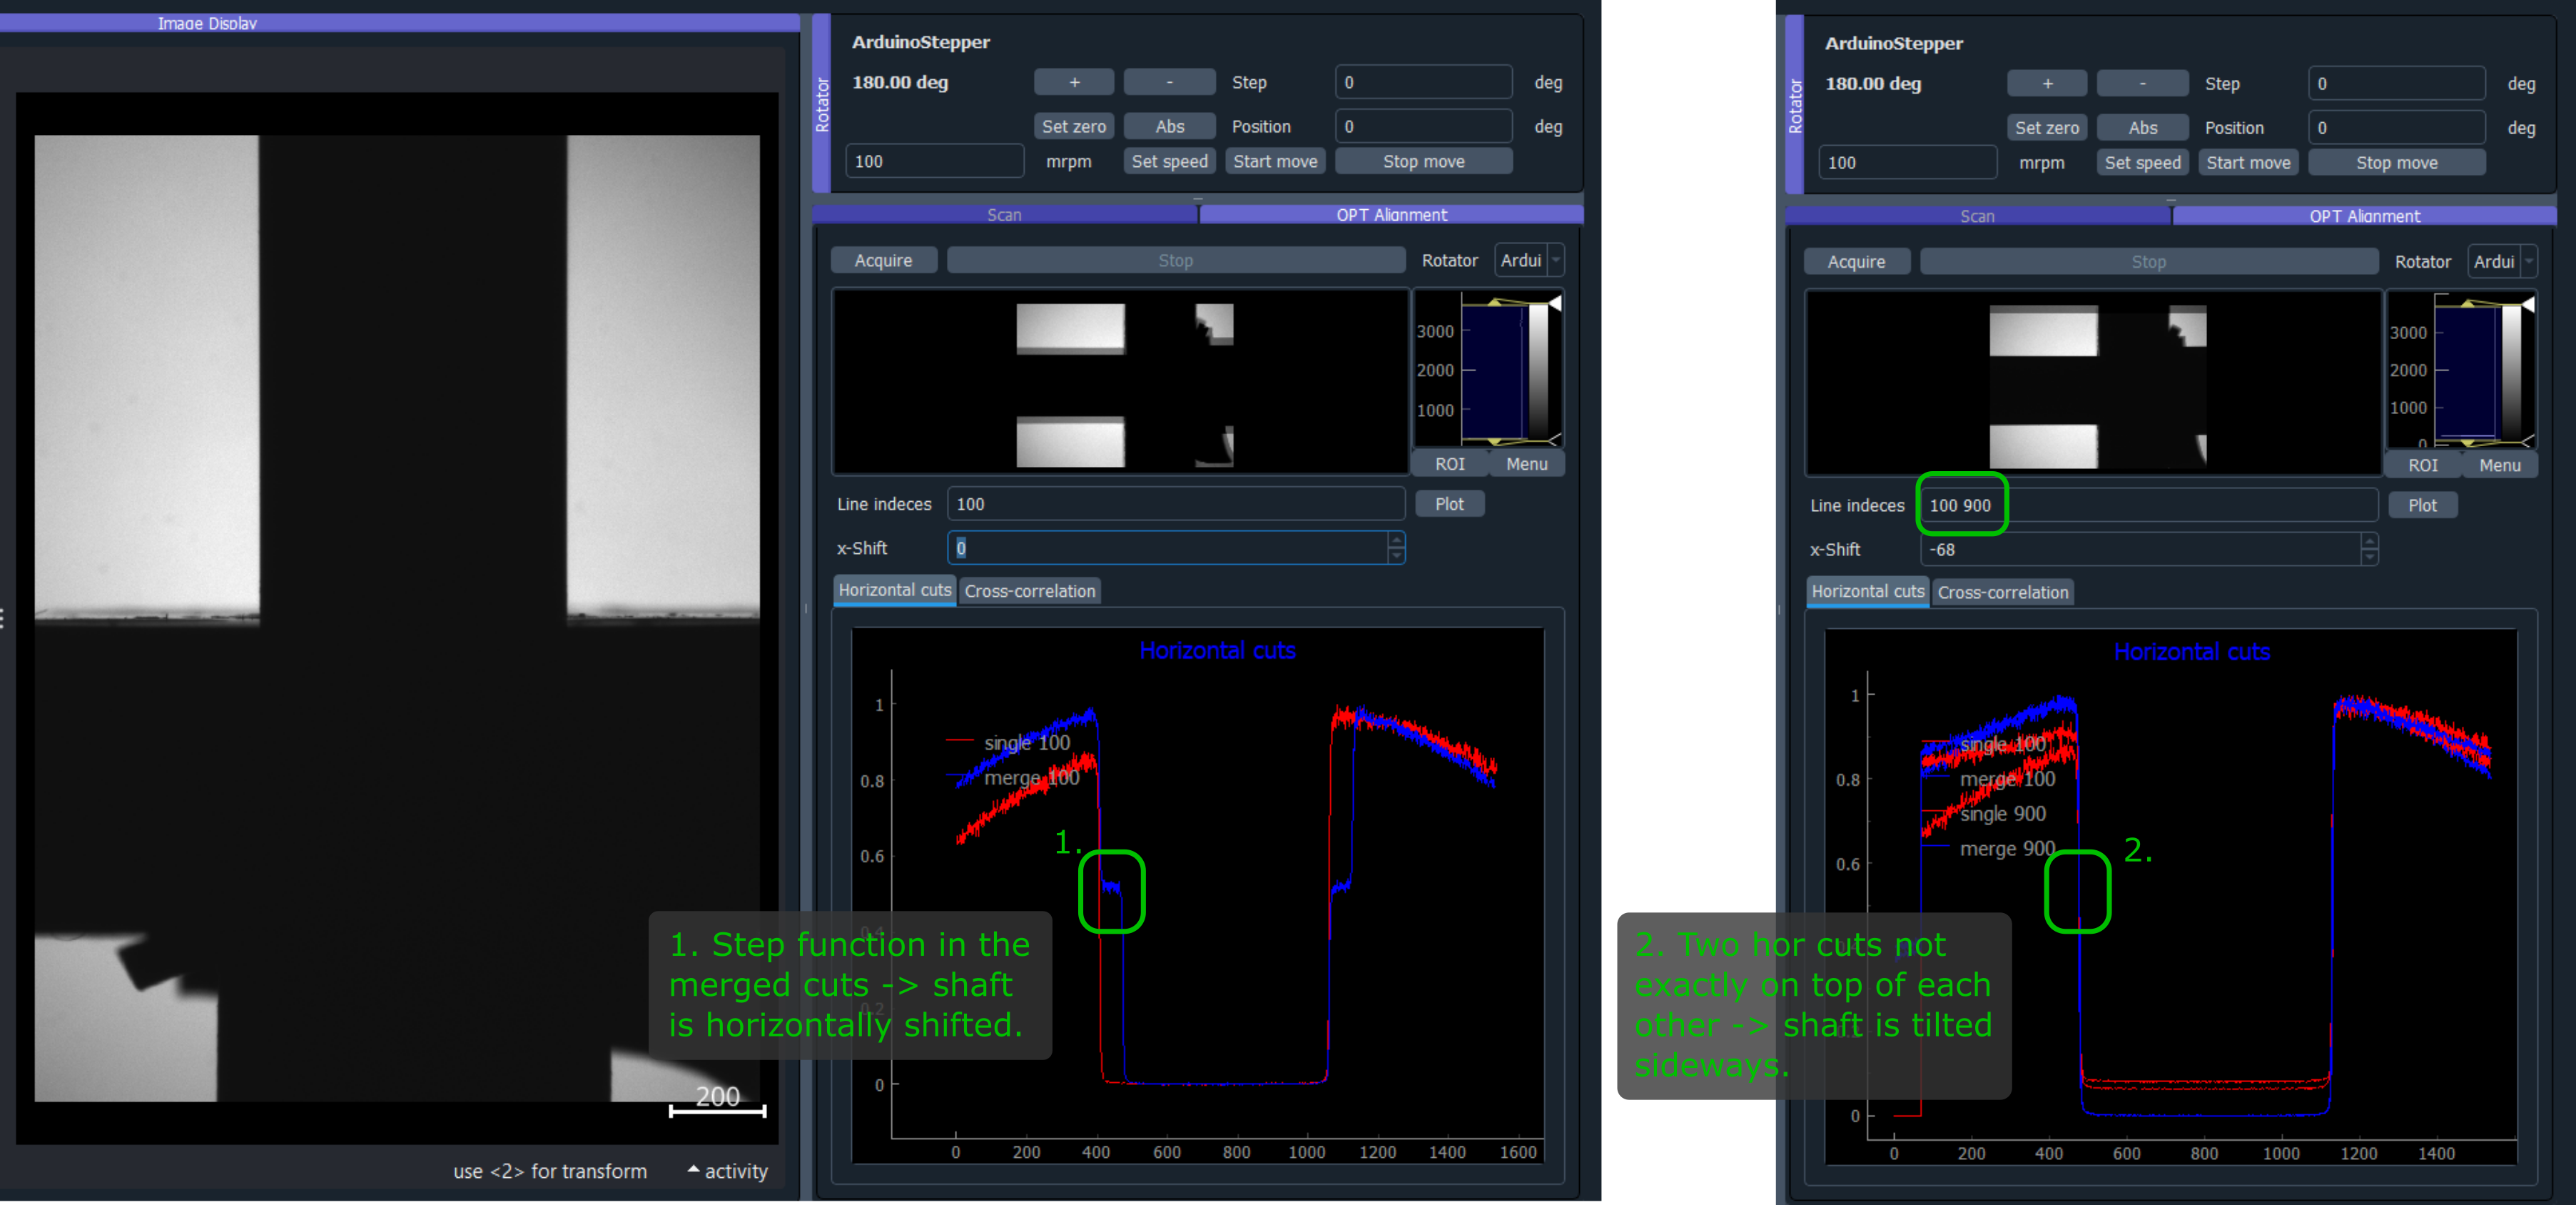 Image Display
200
use <2> for transform
activity
Rotator
ArduinoStepper
180.00 deg + - Step 0 deg
Set zero Abs Position 0 deg
100 mrpm Set speed Start move Stop move
Scan OPT Alignment
Acquire Stop Rotator Ardui
3000
2000
1000
ROI Menu
Line indeces 100 Plot
x-Shift 0
Horizontal cuts Cross-correlation
Horizontal cuts
1
0.8
0.6
0.4
0.2
0
single 100
merge 100
0 200 400 600 800 1000 1200 1400 1600
1.
1. Step function in the
merged cuts -> shaft
is horizontally shifted.
Rotator
ArduinoStepper
180.00 deg + - Step 0 deg
Set zero Abs Position 0 deg
100 mrpm Set speed Start move Stop move
Scan OPT Alignment
Acquire Stop Rotator Ardui
3000
2000
1000
0
ROI Menu
Line indeces 100 900 Plot
x-Shift -68
Horizontal cuts Cross-correlation
Horizontal cuts
1
0.8
0.6
0
single 100
merge 100
single 900
merge 900
0 200 400 600 800 1000 1200 1400
2.
2. Two hor cuts not
exactly on top of each
other -> shaft is tilted
sideways.